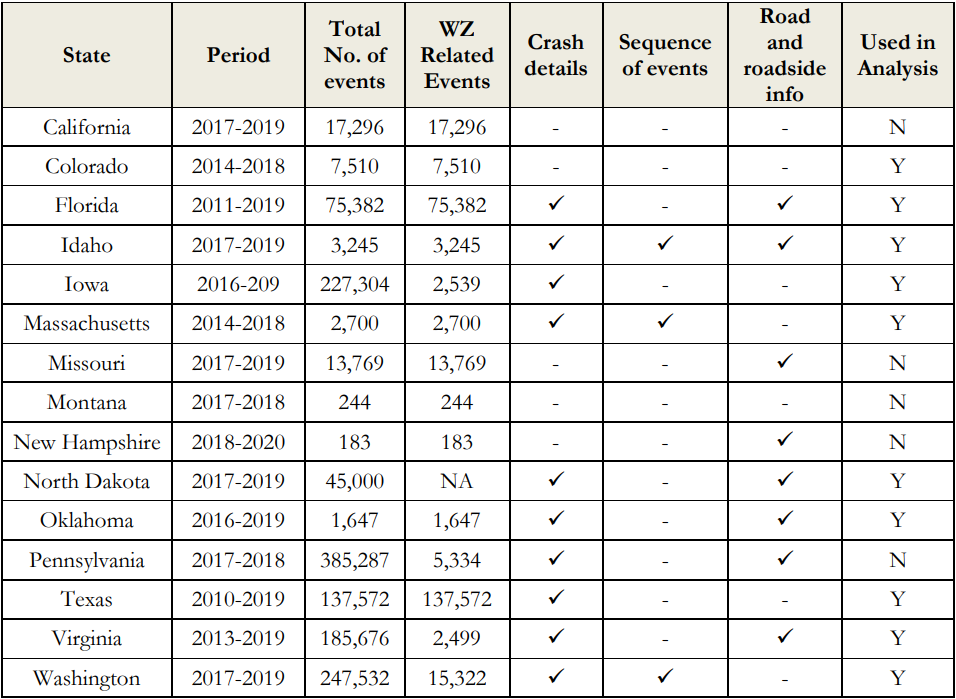 State Period Total No. of events WZ Related Events Crash details Sequence of events Road and roadside info Used in Analysis
California 2017-2019 17,296 17,296 - - - N
Colorado 2014-2018 7,510 7,510 - - - Y
Florida 2011-2019 75,382 75,382 ✓ - ✓ Y
Idaho 2017-2019 3,245 3,245 ✓ ✓ ✓ Y
Iowa 2016-209 227,304 2,539 ✓ - - Y
Massachusetts 2014-2018 2,700 2,700 ✓ ✓ - Y
Missouri 2017-2019 13,769 13,769 - - ✓ N
Montana 2017-2018 244 244 - - - N
New Hampshire 2018-2020 183 183 - - ✓ N
North Dakota 2017-2019 45,000 NA ✓ - ✓ Y
Oklahoma 2016-2019 1,647 1,647 ✓ - ✓ Y
Pennsylvania 2017-2018 385,287 5,334 ✓ - ✓ N
Texas 2010-2019 137,572 137,572 ✓ - - Y
Virginia 2013-2019 185,676 2,499 ✓ - ✓ Y
Washington 2017-2019 247,532 15,322 ✓ ✓ - Y